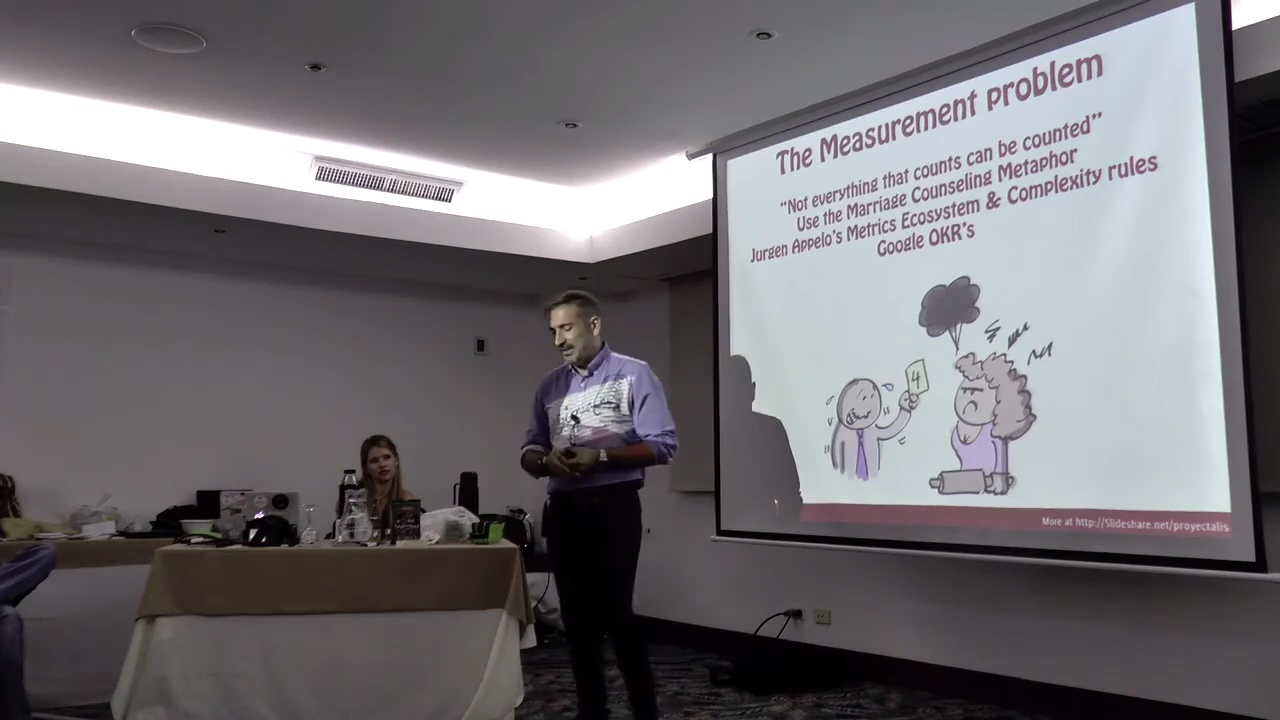 The Measurement problem
“Not everything that counts can be counted”
Use the Marriage Counseling Metaphor
Jurgen Appelo's Metrics Ecosystem & Complexity rules
Google OKR's
4
More at http://Slideshare.net/proyectalis